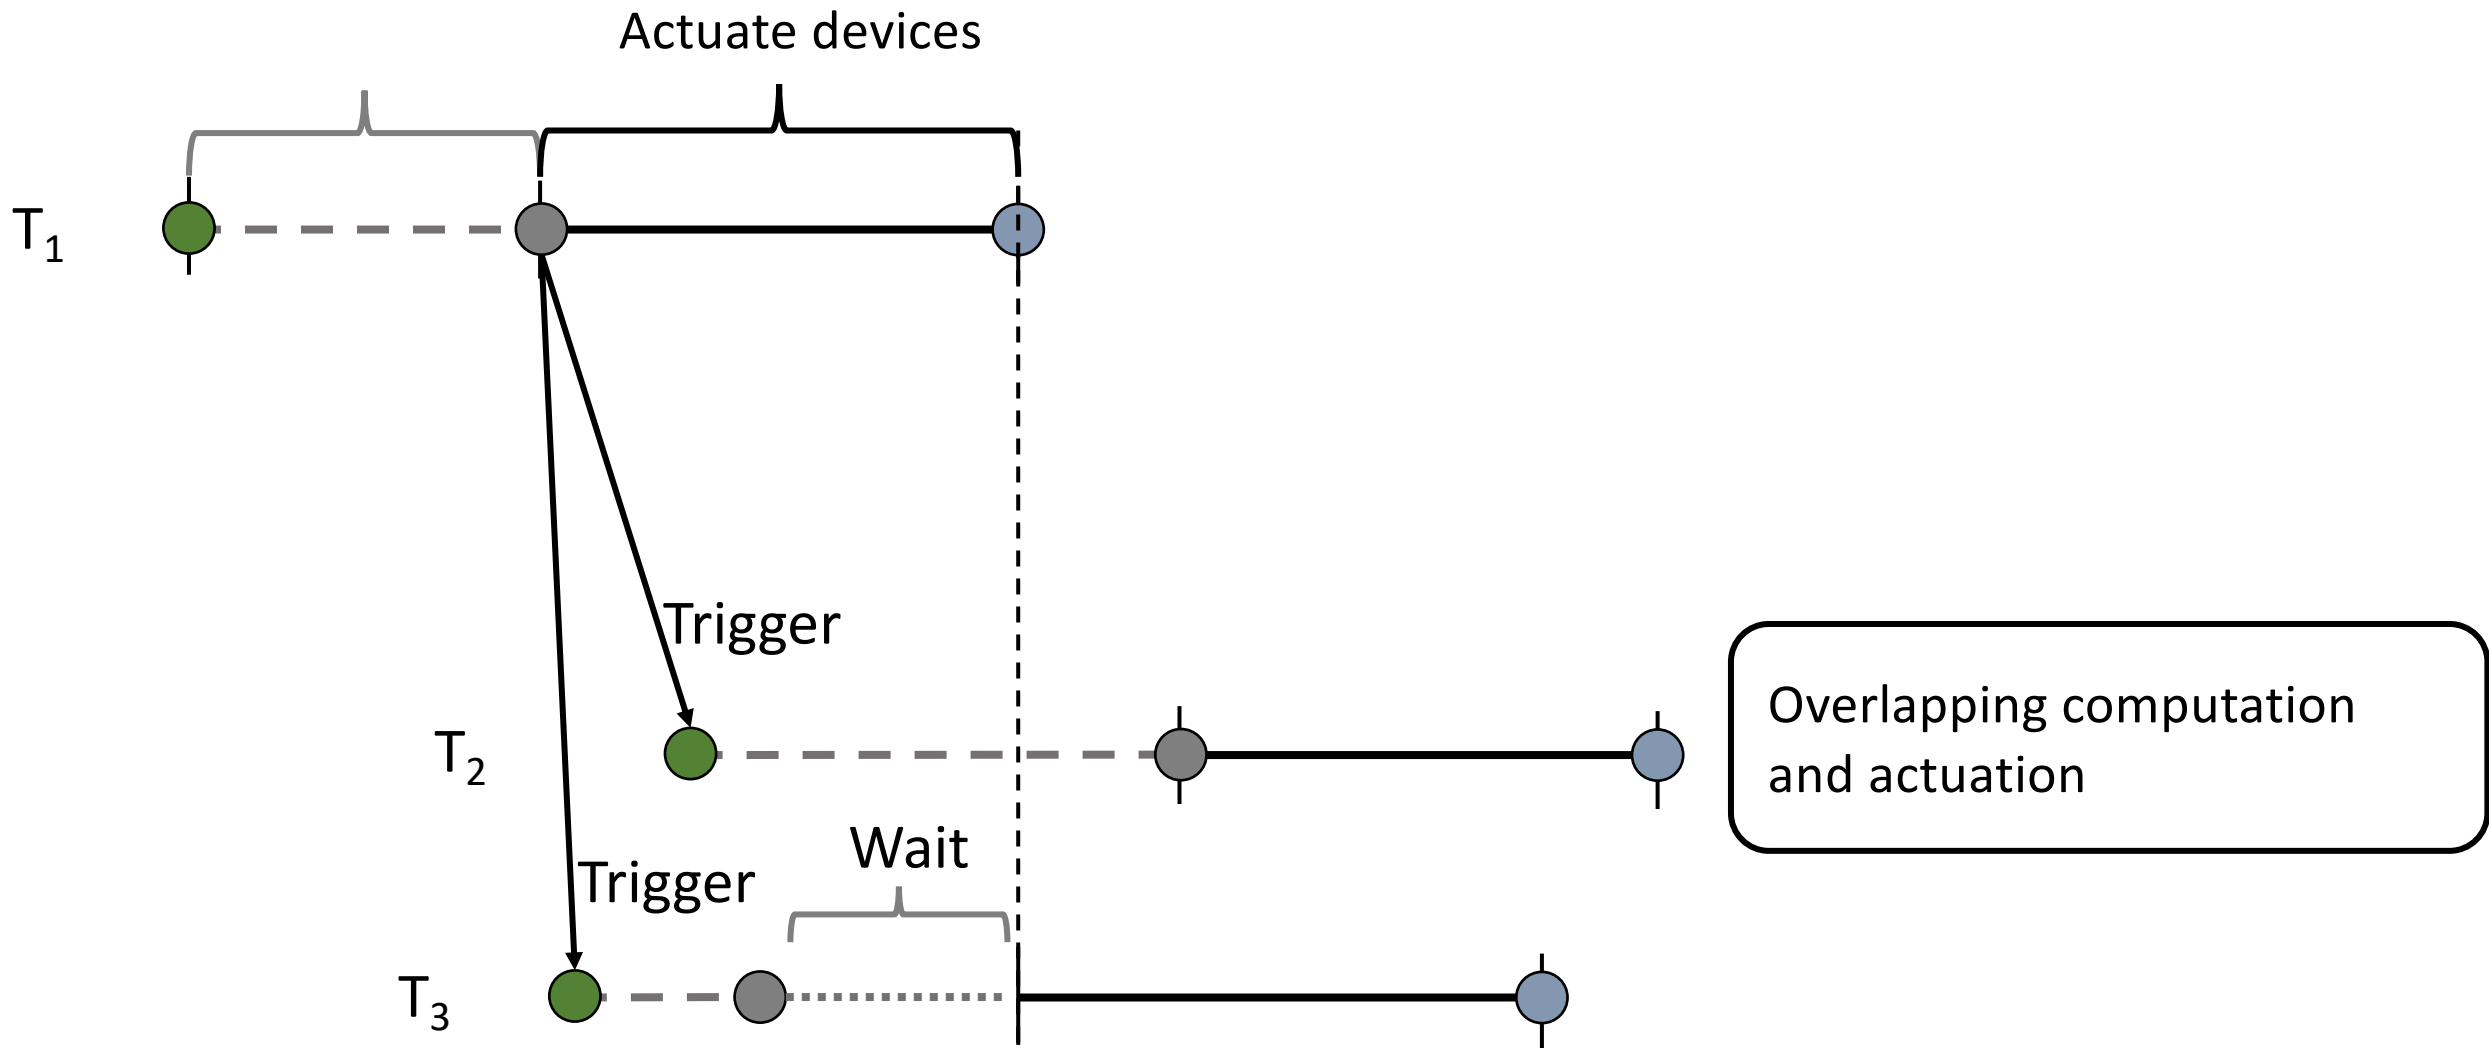 Actuate devices
T1
Trigger
T2
Overlapping computation
and actuation
Wait
Trigger
T3